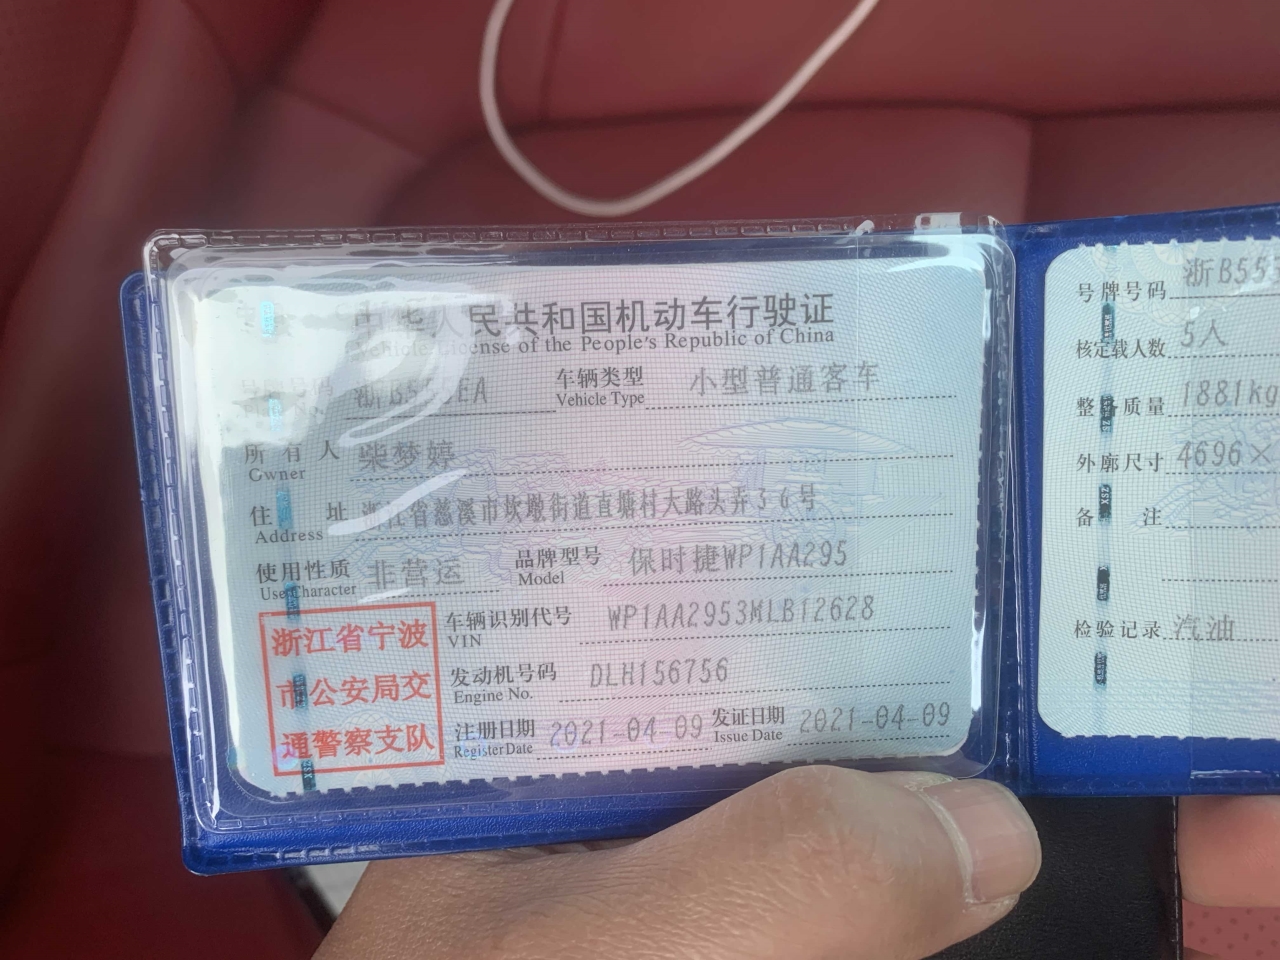 中华人民共和国机动车行驶证
Vehicle License of the People's Republic of China
号牌号码 车辆类型 小型普通客车
Vehicle Type
所有人 柴梦婷
Owner
住址 浙江省慈溪市坎墩街道直塘村大路头弄36号
Address
使用性质 非营运 品牌型号 保时捷WP1AA295
Use Character Model
车辆识别代号 WP1AA2953MLB12628
VIN
发动机号码 DLH156756
Engine No.
注册日期 2021-04-09 发证日期 2021-04-09
Register Date Issue Date
浙江省宁波
市公安局交
通警察支队
号牌号码 浙B55
核定载人数 5人
整备质量 1881kg
外廓尺寸 4696×
备注
检验记录 汽油